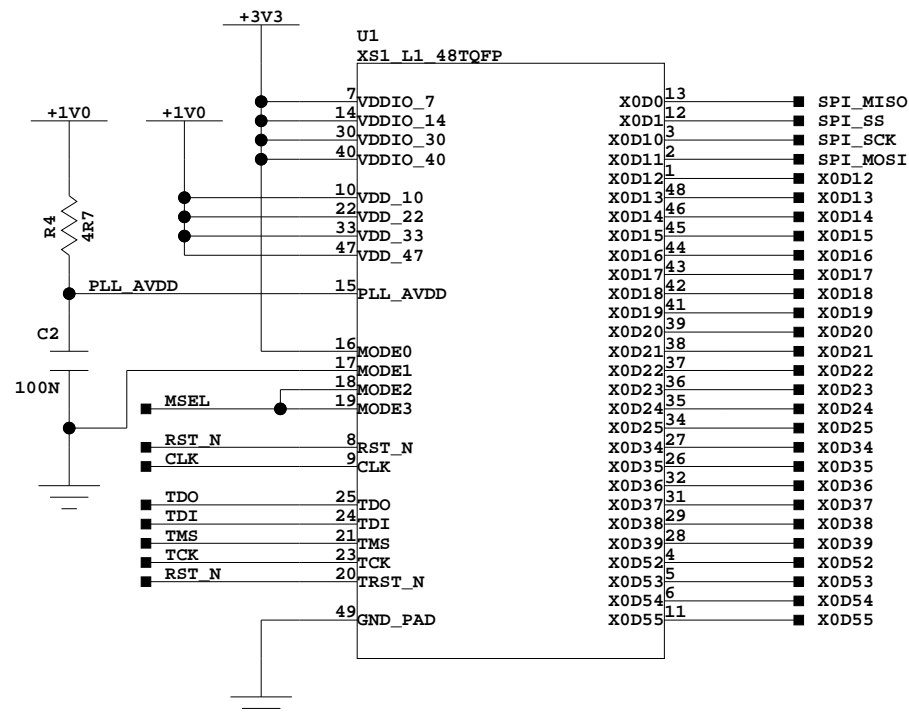 +3V3
U1
XS1_L1_48TQFP
+1V0 +1V0
7 VDDIO_7 X0D0 13 SPI_MISO
14 VDDIO_14 X0D1 12 SPI_SS
30 VDDIO_30 X0D10 3 SPI_SCK
40 VDDIO_40 X0D11 2 SPI_MOSI
X0D12 1 X0D12
10 VDD_10 X0D13 48 X0D13
22 VDD_22 X0D14 46 X0D14
33 VDD_33 X0D15 45 X0D15
47 VDD_47 X0D16 44 X0D16
R4 4R7
X0D17 43 X0D17
PLL_AVDD 15 PLL_AVDD X0D18 42 X0D18
X0D19 41 X0D19
C2
X0D20 39 X0D20
16 MODE0 X0D21 38 X0D21
17 MODE1 X0D22 37 X0D22
100N
18 MODE2 X0D23 36 X0D23
MSEL 19 MODE3 X0D24 35 X0D24
X0D25 34 X0D25
RST_N 8 RST_N X0D34 27 X0D34
CLK 9 CLK X0D35 26 X0D35
X0D36 32 X0D36
TDO 25 TDO X0D37 31 X0D37
TDI 24 TDI X0D38 29 X0D38
TMS 21 TMS X0D39 28 X0D39
TCK 23 TCK X0D52 4 X0D52
RST_N 20 TRST_N X0D53 5 X0D53
X0D54 6 X0D54
49 GND_PAD X0D55 11 X0D55